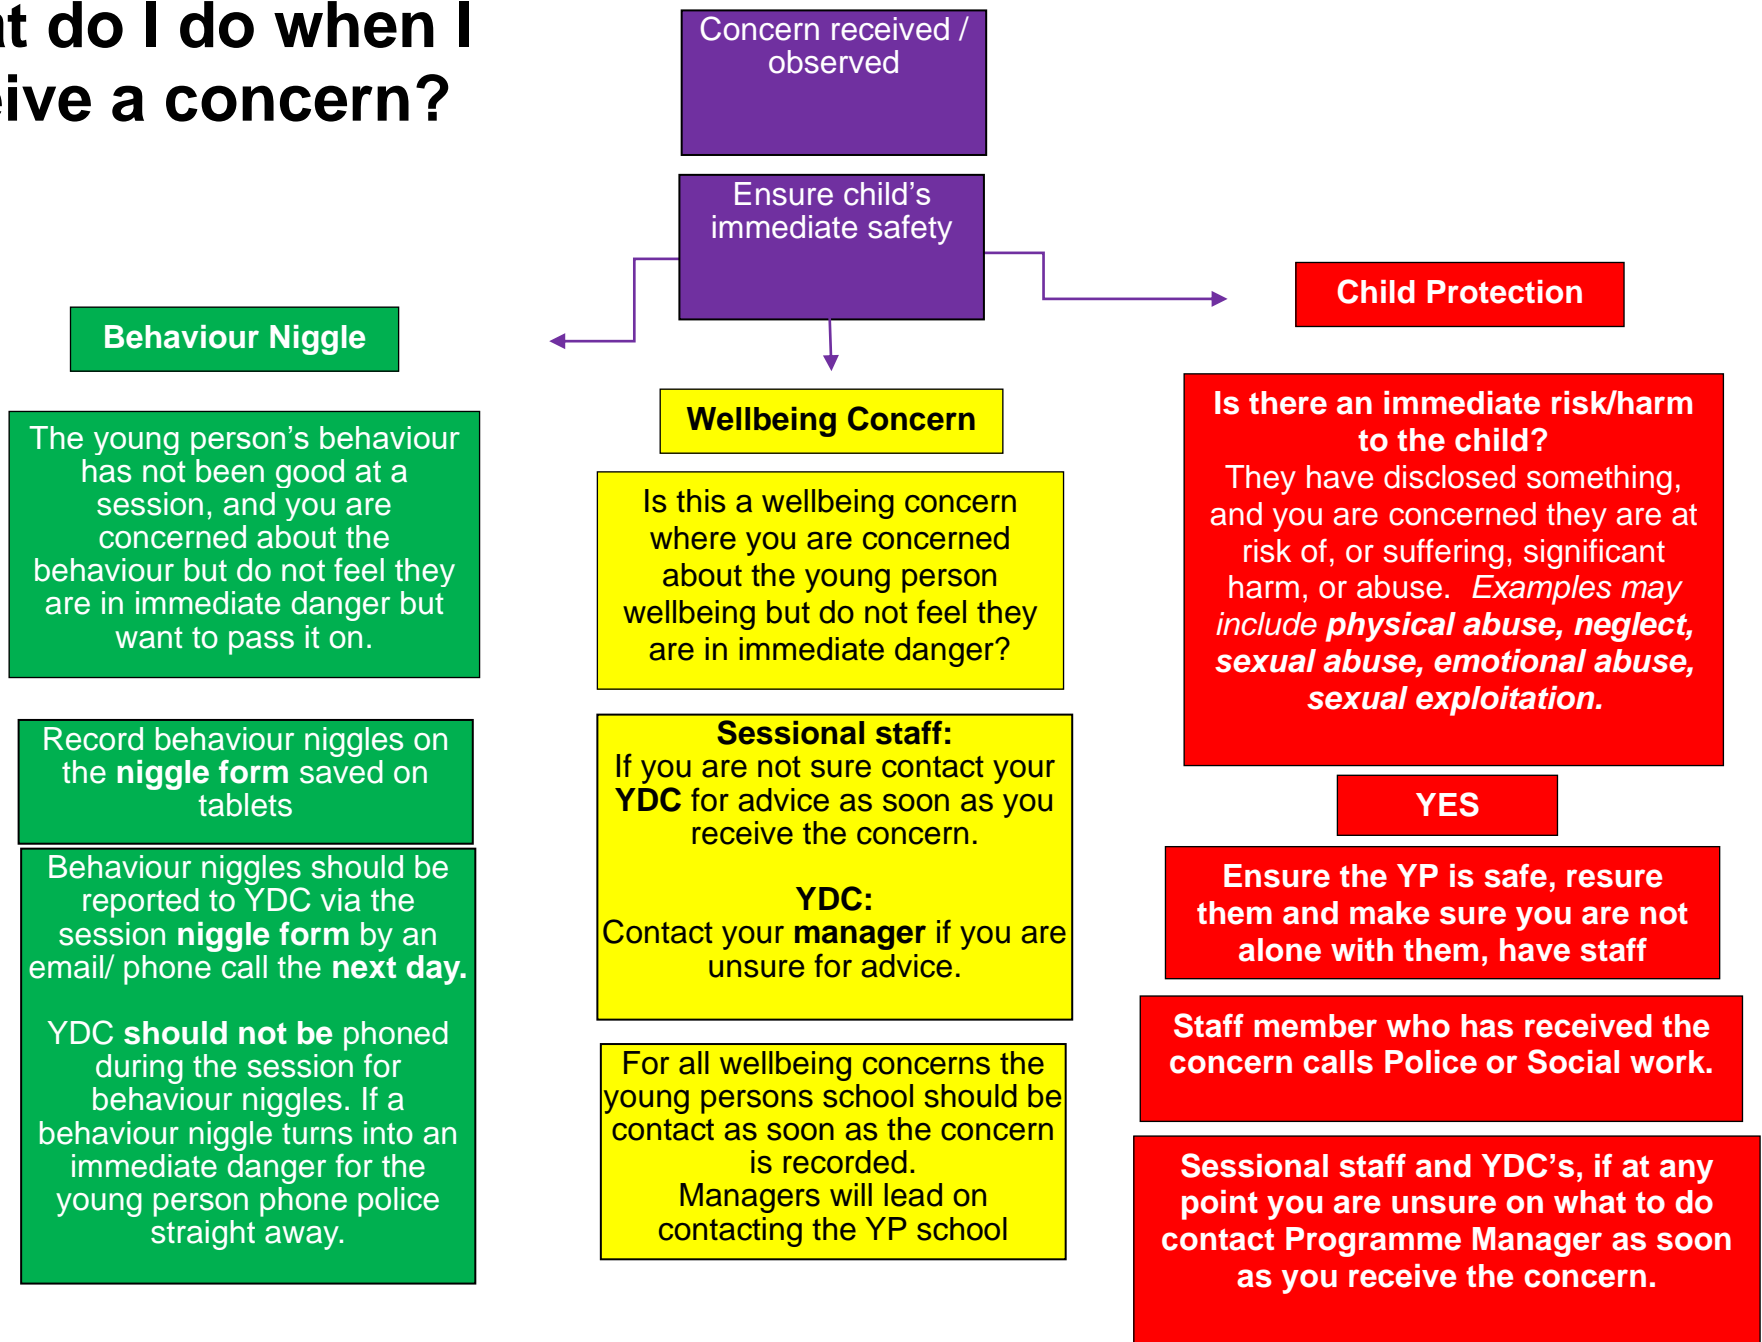 at do I do when I
eive a concern?
Concern received /
observed
Ensure child’s
immediate safety
Behaviour Niggle
The young person’s behaviour
has not been good at a
session, and you are
concerned about the
behaviour but do not feel they
are in immediate danger but
want to pass it on.
Record behaviour niggles on
the niggle form saved on
tablets
Behaviour niggles should be
reported to YDC via the
session niggle form by an
email/ phone call the next day.
YDC should not be phoned
during the session for
behaviour niggles. If a
behaviour niggle turns into an
immediate danger for the
young person phone police
straight away.
Wellbeing Concern
Is this a wellbeing concern
where you are concerned
about the young person
wellbeing but do not feel they
are in immediate danger?
Sessional staff:
If you are not sure contact your
YDC for advice as soon as you
receive the concern.
YDC:
Contact your manager if you are
unsure for advice.
For all wellbeing concerns the
young persons school should be
contact as soon as the concern
is recorded.
Managers will lead on
contacting the YP school
Child Protection
Is there an immediate risk/harm
to the child?
They have disclosed something,
and you are concerned they are at
risk of, or suffering, significant
harm, or abuse.  Examples may
include physical abuse, neglect,
sexual abuse, emotional abuse,
sexual exploitation.
YES
Ensure the YP is safe, resure
them and make sure you are not
alone with them, have staff
Staff member who has received the
concern calls Police or Social work.
Sessional staff and YDC’s, if at any
point you are unsure on what to do
contact Programme Manager as soon
as you receive the concern.